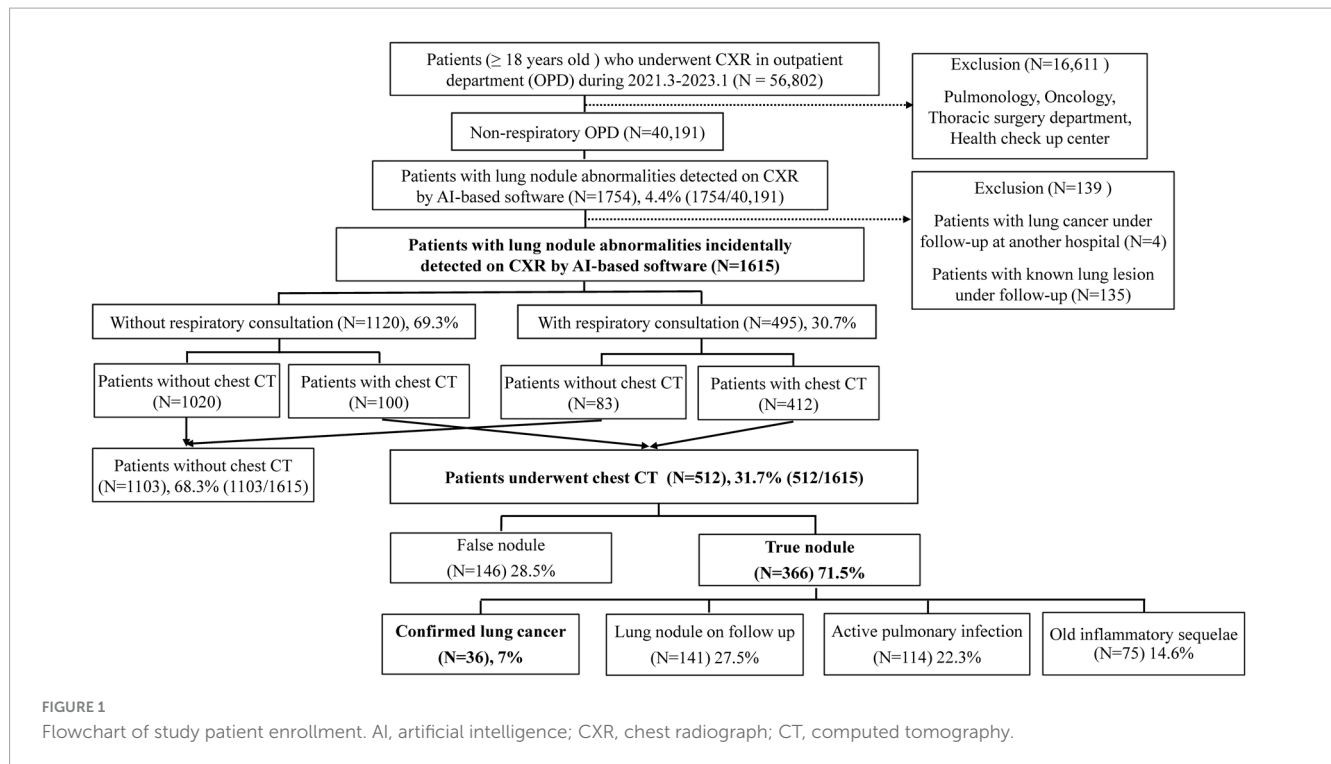 Patients (≥ 18 years old ) who underwent CXR in outpatient
department (OPD) during 2021.3-2023.1 (N = 56,802)
Exclusion (N=16,611 )
Pulmonology, Oncology,
Thoracic surgery department,
Health check up center
Non-respiratory OPD (N=40,191)
Patients with lung nodule abnormalities detected on CXR
by AI-based software (N=1754), 4.4% (1754/40,191)
Exclusion (N=139 )
Patients with lung cancer under
follow-up at another hospital (N=4)
Patients with known lung lesion
under follow-up (N=135)
Patients with lung nodule abnormalities incidentally
detected on CXR by AI-based software (N=1615)
Without respiratory consultation (N=1120), 69.3%
With respiratory consultation (N=495), 30.7%
Patients without chest CT
(N=1020)
Patients with chest CT
(N=100)
Patients without chest CT
(N=83)
Patients with chest CT
(N=412)
Patients without chest CT
(N=1103), 68.3% (1103/1615)
Patients underwent chest CT (N=512), 31.7% (512/1615)
False nodule
(N=146) 28.5%
True nodule
(N=366) 71.5%
Confirmed lung cancer
(N=36), 7%
Lung nodule on follow up
(N=141) 27.5%
Active pulmonary infection
(N=114) 22.3%
Old inflammatory sequelae
(N=75) 14.6%
FIGURE 1
Flowchart of study patient enrollment. AI, artificial intelligence; CXR, chest radiograph; CT, computed tomography.